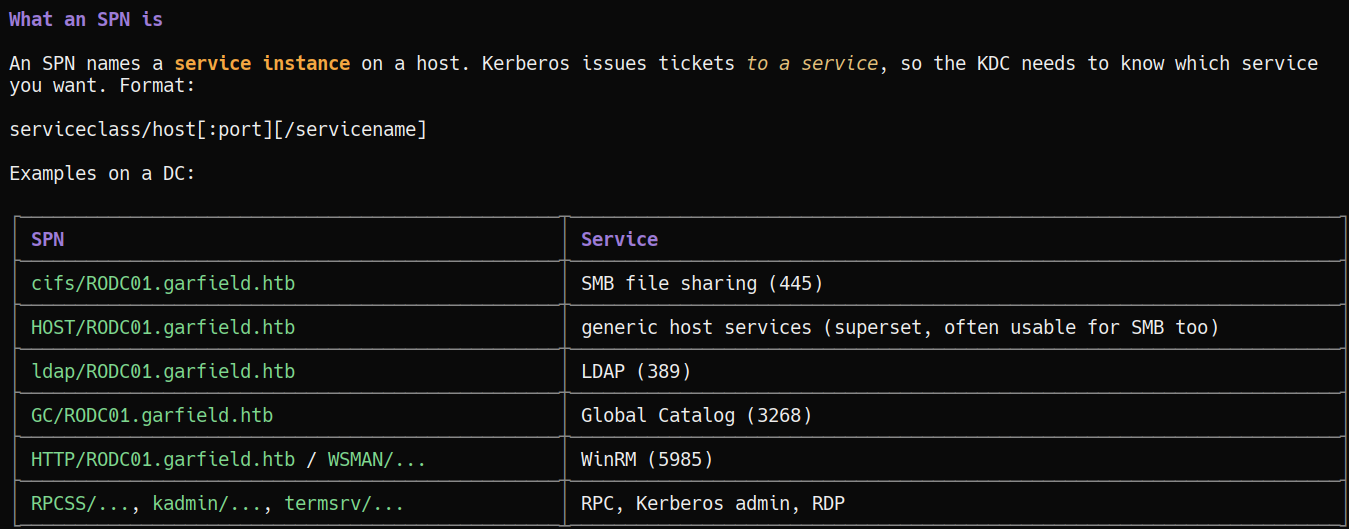 What an SPN is
An SPN names a service instance on a host. Kerberos issues tickets to a service, so the KDC needs to know which service
you want. Format:
serviceclass/host[:port][/servicename]
Examples on a DC:
SPN Service
cifs/RODC01.garfield.htb SMB file sharing (445)
HOST/RODC01.garfield.htb generic host services (superset, often usable for SMB too)
ldap/RODC01.garfield.htb LDAP (389)
GC/RODC01.garfield.htb Global Catalog (3268)
HTTP/RODC01.garfield.htb / WSMAN/... WinRM (5985)
RPCSS/..., kadmin/..., termsrv/... RPC, Kerberos admin, RDP